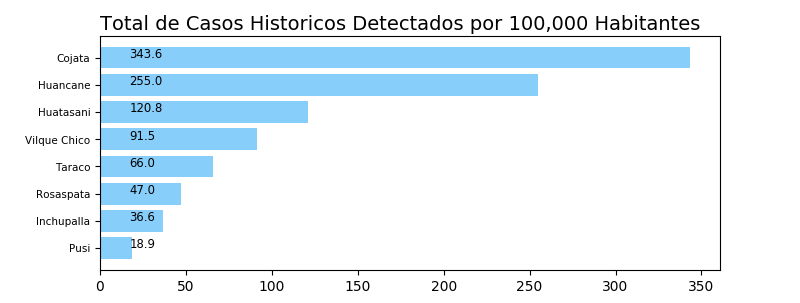 Total de Casos Historicos Detectados por 100,000 Habitantes
Cojata 343.6
Huancane 255.0
Huatasani 120.8
Vilque Chico 91.5
Taraco 66.0
Rosaspata 47.0
Inchupalla 36.6
Pusi 18.9
0 50 100 150 200 250 300 350